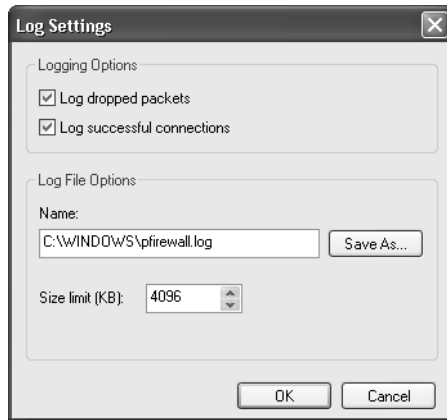 Log Settings
Logging Options
Log dropped packets
Log successful connections
Log File Options
Name:
C:\WINDOWS\pfirewall.log
Save As...
Size limit (KB):
4096
OK
Cancel